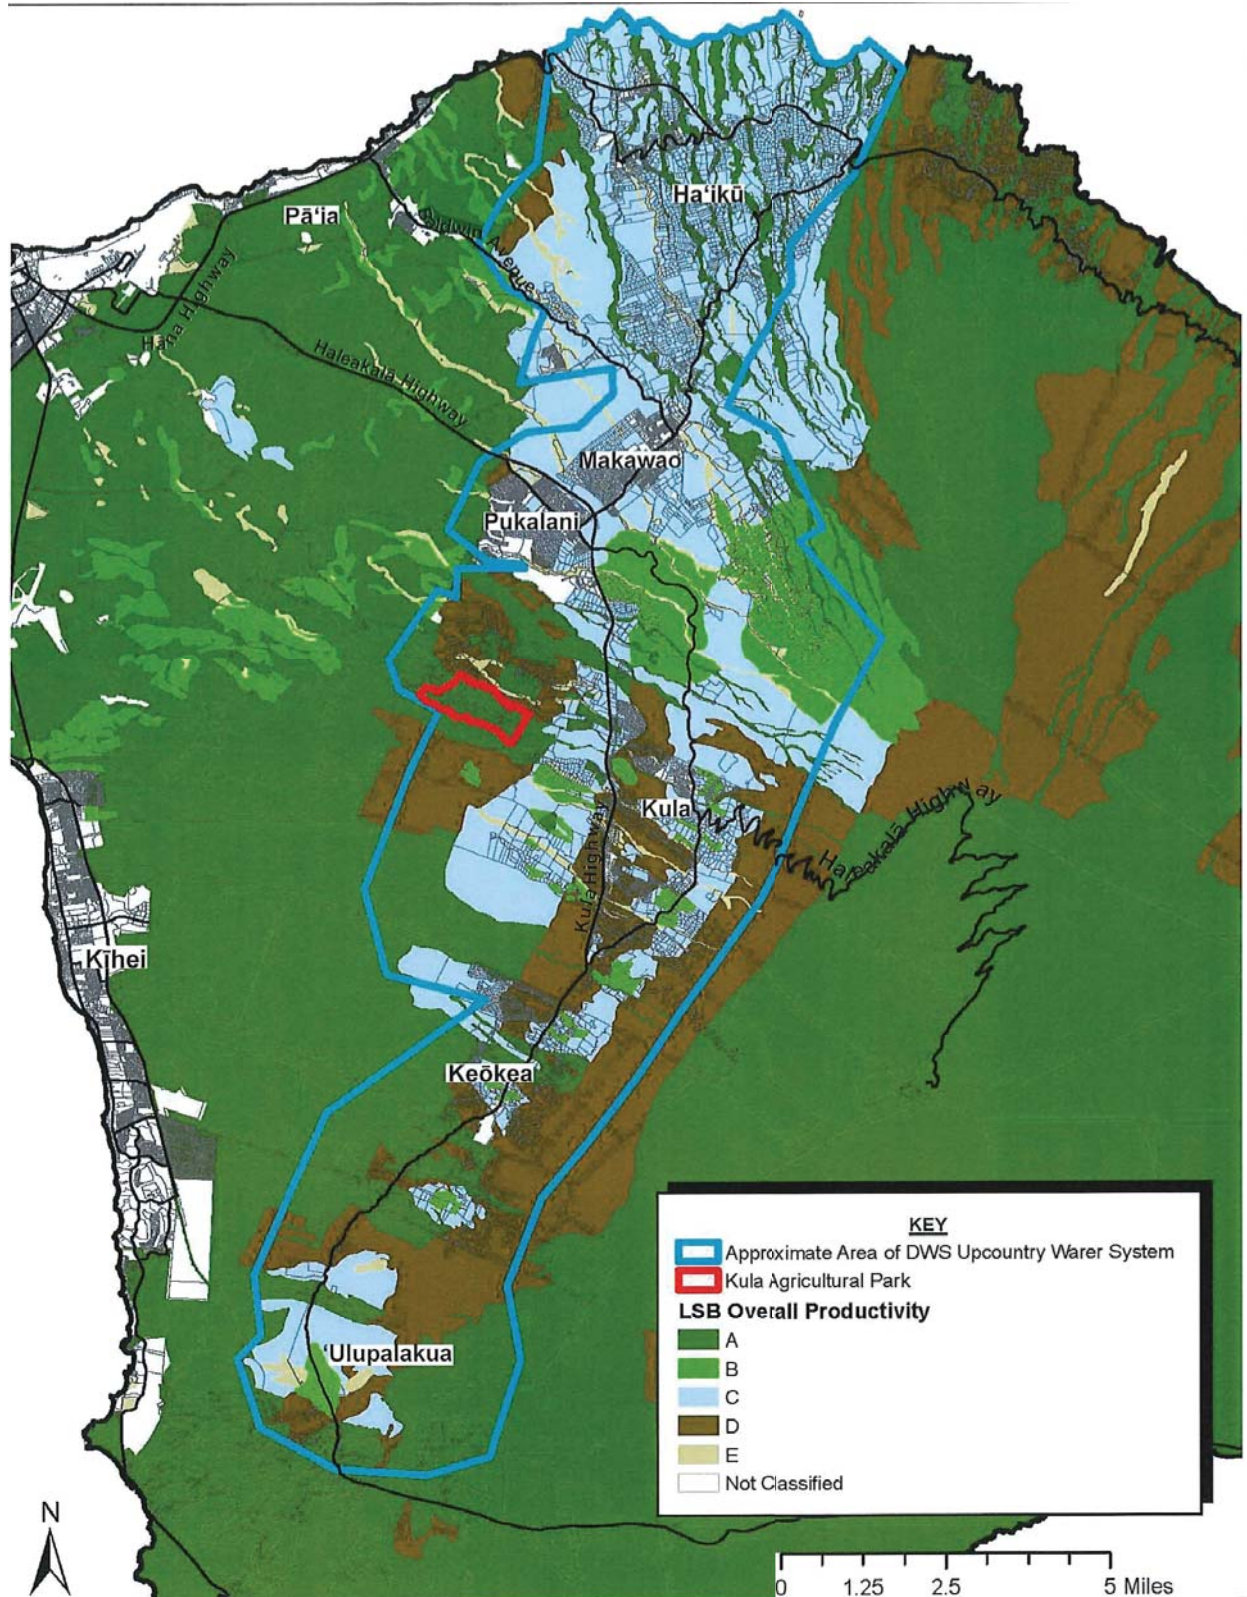 Ha‘ikū
Pā‘ia
Baldwin Avenue
Hāna Highway
Haleakalā Highway
Makawao
Pukalani
Kula
Haleakalā Highway
Kula Highway
Kīhei
Keōkea
‘Ulupalakua
KEY
Approximate Area of DWS Upcountry Warer System
Kula Agricultural Park
LSB Overall Productivity
A
B
C
D
E
Not Classified
N
0 1.25 2.5 5 Miles